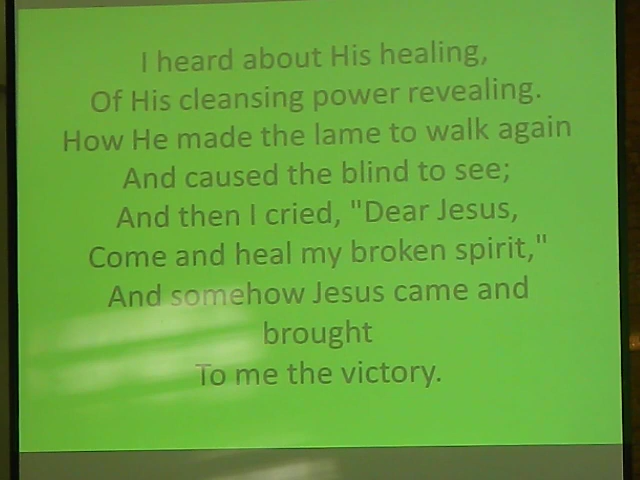 I heard about His healing,
Of His cleansing power revealing.
How He made the lame to walk again
And caused the blind to see;
And then I cried, "Dear Jesus,
Come and heal my broken spirit,"
And somehow Jesus came and
brought
To me the victory.